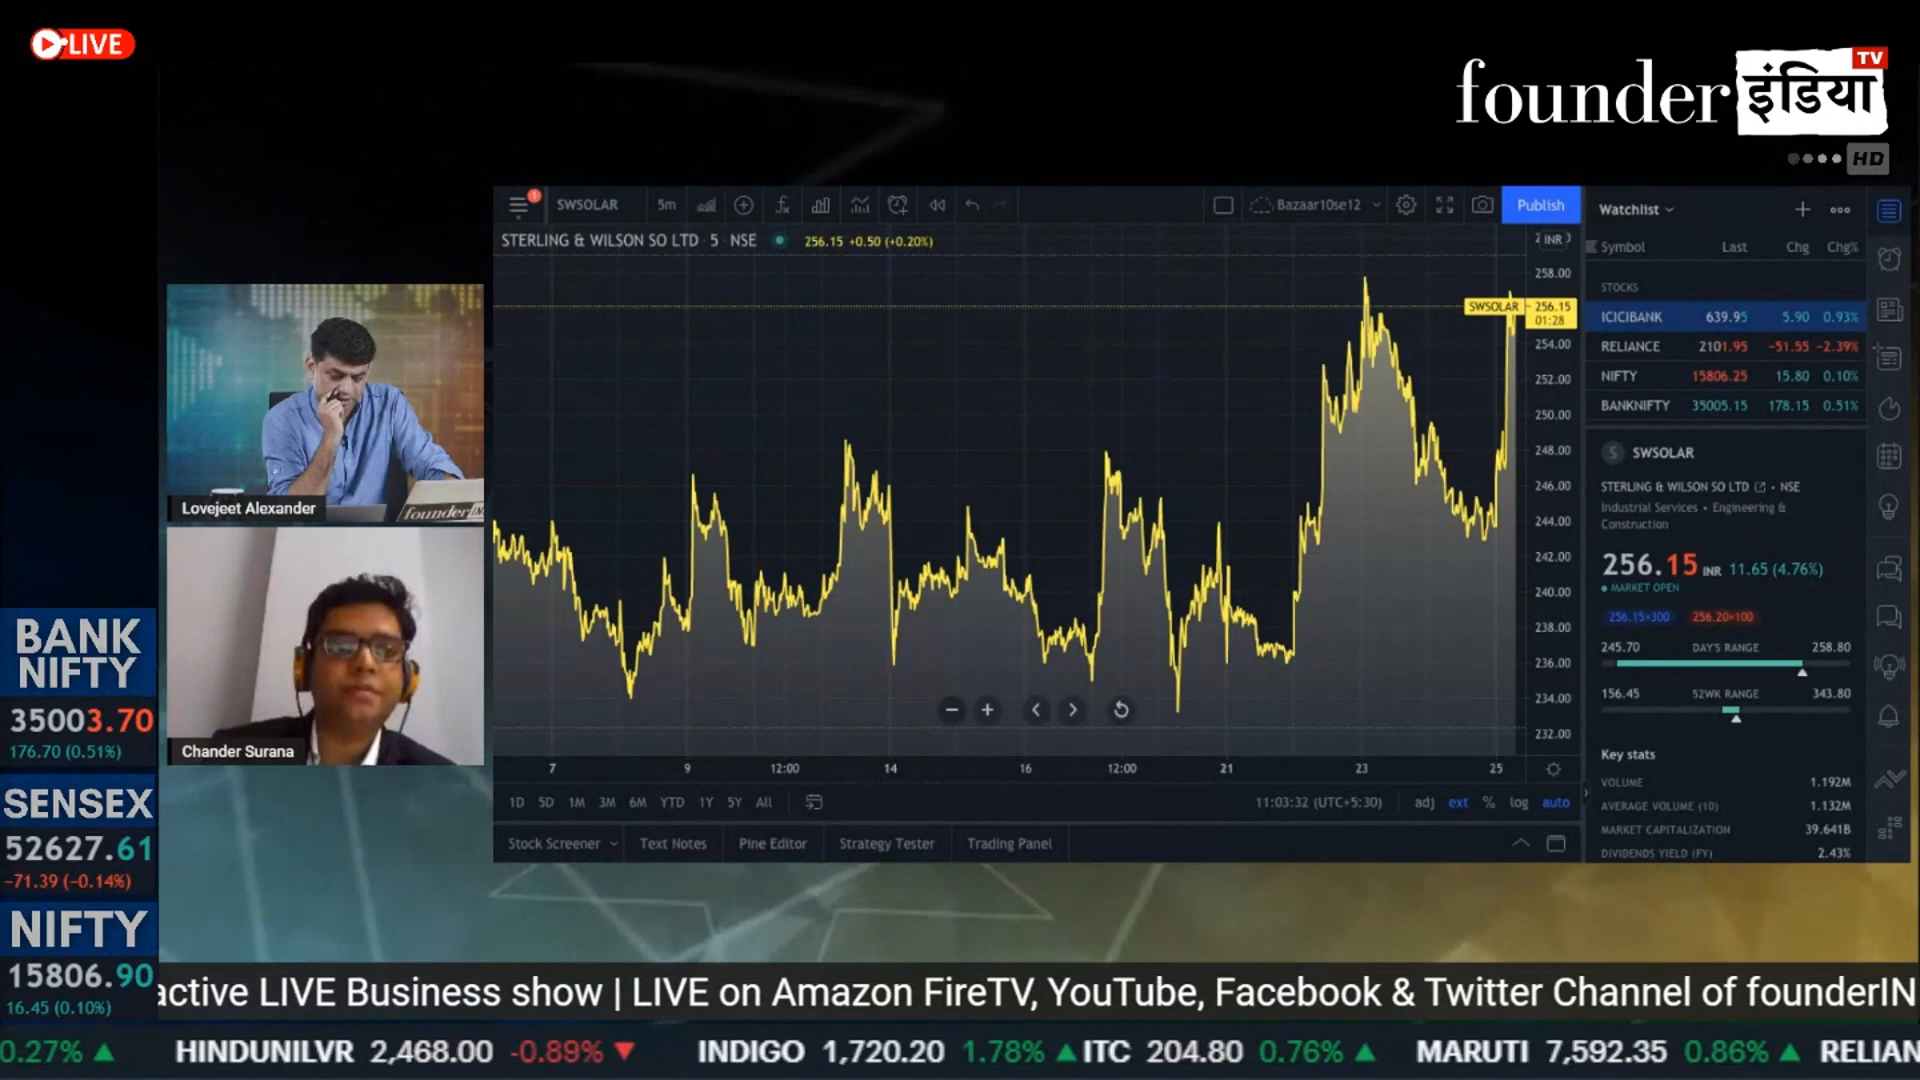 LIVE
founder इंडिया TV
HD
SWSOLAR 5m Bazaar10se12 Publish
STERLING & WILSON SO LTD · 5 · NSE 256.15 +0.50 (+0.20%)
INR
258.00
SWSOLAR 256.15
01:28
254.00
252.00
250.00
248.00
246.00
244.00
242.00
240.00
238.00
236.00
234.00
232.00
7 9 12:00 14 16 12:00 21 23 25
1D 5D 1M 3M 6M YTD 1Y 5Y All 11:03:32 (UTC+5:30) adj ext % log auto
Stock Screener Text Notes Pine Editor Strategy Tester Trading Panel
Watchlist
Symbol Last Chg Chg%
STOCKS
ICICIBANK 639.95 5.90 0.93%
RELIANCE 2101.95 −51.55 −2.39%
NIFTY 15806.25 15.80 0.10%
BANKNIFTY 35005.15 178.15 0.51%
S SWSOLAR
STERLING & WILSON SO LTD • NSE
Industrial Services • Engineering &
Construction
256.15 INR 11.65 (4.76%)
MARKET OPEN
256.15×300 256.20×100
245.70 DAY'S RANGE 258.80
156.45 52WK RANGE 343.80
Key stats
VOLUME 1.192M
AVERAGE VOLUME (10) 1.132M
MARKET CAPITALIZATION 39.641B
DIVIDENDS YIELD (FY) 2.43%
Lovejeet Alexander
founderIN
Chander Surana
BANK
NIFTY
35003.70
176.70 (0.51%)
SENSEX
52627.61
−71.39 (−0.14%)
NIFTY
15806.90
16.45 (0.10%)
active LIVE Business show | LIVE on Amazon FireTV, YouTube, Facebook & Twitter Channel of founderIN
0.27% ▲ HINDUNILVR 2,468.00 -0.89% ▼ INDIGO 1,720.20 1.78% ▲ ITC 204.80 0.76% ▲ MARUTI 7,592.35 0.86% ▲ RELIAN